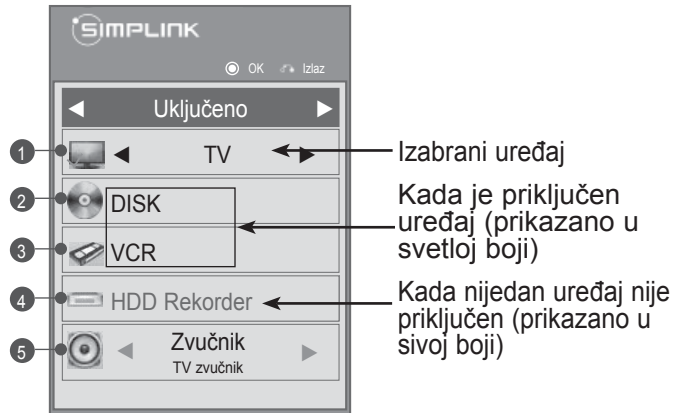 SIMPLINK
OK Izlaz
Uključeno
1 TV Izabrani uređaj
2 DISK
3 VCR
Kada je priključen
uređaj (prikazano u
svetloj boji)
4 HDD Rekorder
Kada nijedan uređaj nije
priključen (prikazano u
sivoj boji)
5 Zvučnik
TV zvučnik